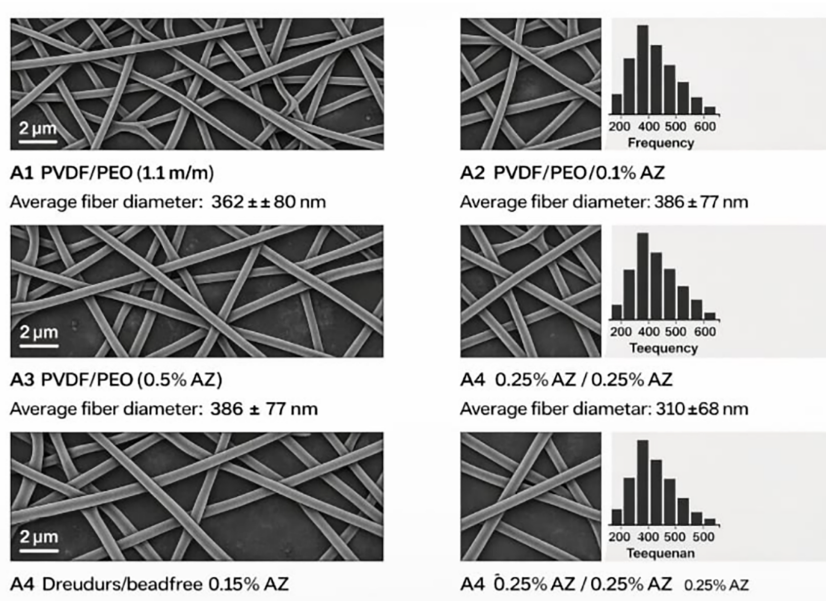 2 µm
200 400 500 600
Frequency
A1 PVDF/PEO (1.1 m/m)
Average fiber diameter: 362 ± ± 80 nm
A2 PVDF/PEO/0.1% AZ
Average fiber diameter: 386 ± 77 nm
2 µm
200 400 500 600
Teequency
A3 PVDF/PEO (0.5% AZ)
Average fiber diameter: 386 ± 77 nm
A4 0.25% AZ / 0.25% AZ
Average fiber diametar: 310 ± 68 nm
2 µm
200 400 500 500
Teequenan
A4 Dreudurs/beadfree 0.15% AZ
A4 0.25% AZ / 0.25% AZ 0.25% AZ